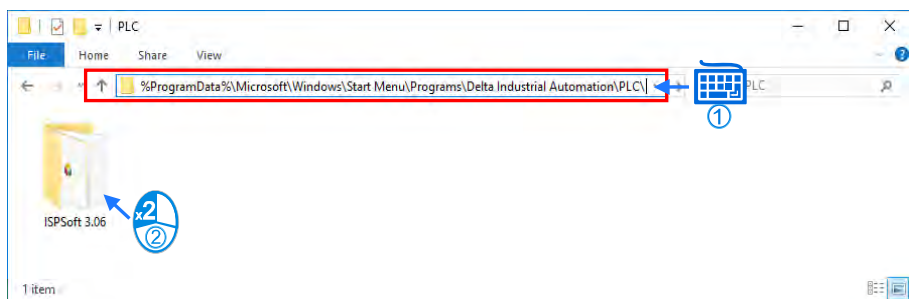 PLC
File Home Share View
%ProgramData%\Microsoft\Windows\Start Menu\Programs\Delta Industrial Automation\PLC\ PLC
①
ISPSoft 3.06
x2
②
1 item